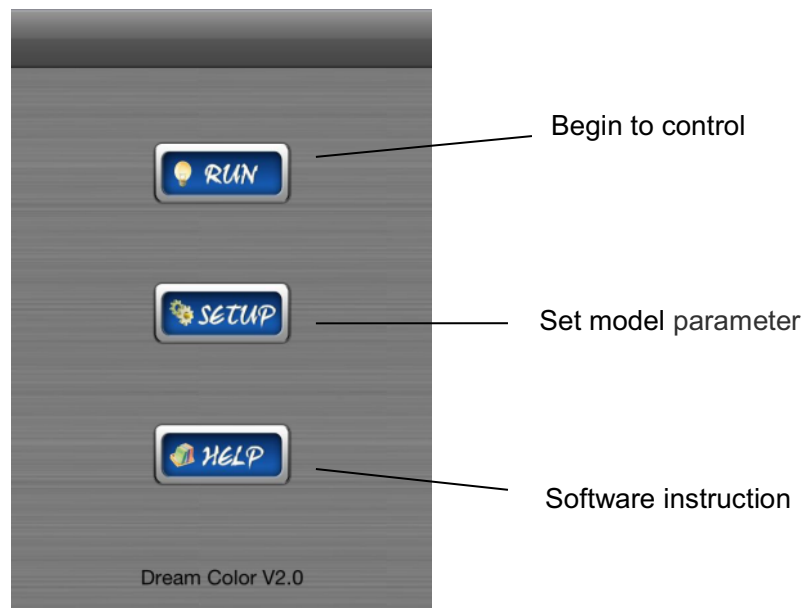 RUN
Begin to control
SETUP
Set model parameter
HELP
Software instruction
Dream Color V2.0